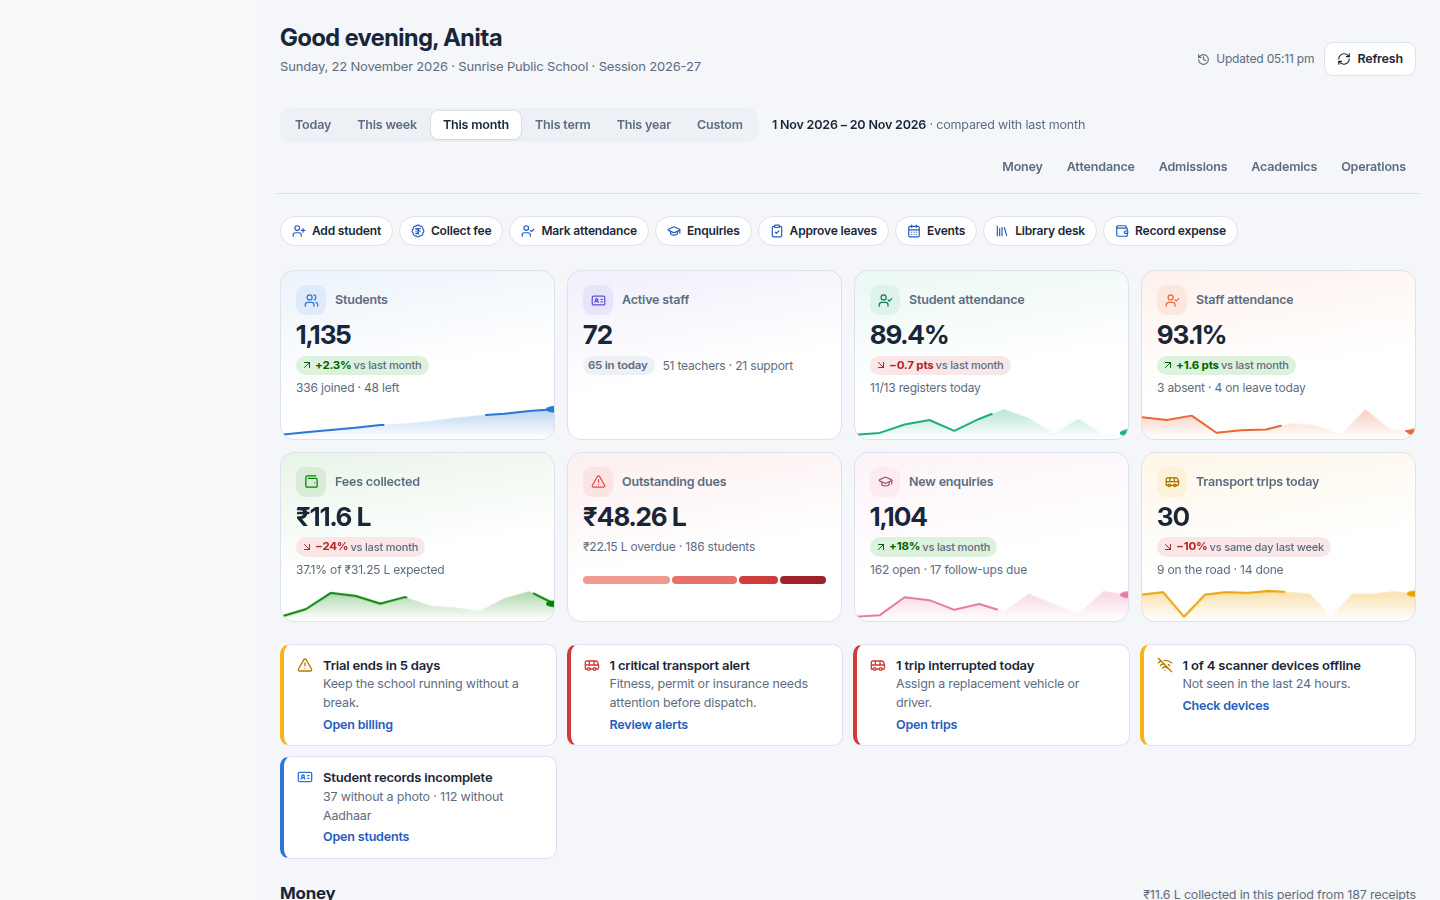 Good evening, Anita
Sunday, 22 November 2026 · Sunrise Public School · Session 2026-27
Updated 05:11 pm
Refresh
Today
This week
This month
This term
This year
Custom
1 Nov 2026 – 20 Nov 2026 · compared with last month
Money
Attendance
Admissions
Academics
Operations
Add student
Collect fee
Mark attendance
Enquiries
Approve leaves
Events
Library desk
Record expense
Students
1,135
+2.3% vs last month
336 joined · 48 left
Active staff
72
65 in today
51 teachers · 21 support
Student attendance
89.4%
−0.7 pts vs last month
11/13 registers today
Staff attendance
93.1%
+1.6 pts vs last month
3 absent · 4 on leave today
Fees collected
₹11.6 L
−24% vs last month
37.1% of ₹31.25 L expected
Outstanding dues
₹48.26 L
₹22.15 L overdue · 186 students
New enquiries
1,104
+18% vs last month
162 open · 17 follow-ups due
Transport trips today
30
−10% vs same day last week
9 on the road · 14 done
Trial ends in 5 days
Keep the school running without a
break.
Open billing
1 critical transport alert
Fitness, permit or insurance needs
attention before dispatch.
Review alerts
1 trip interrupted today
Assign a replacement vehicle or
driver.
Open trips
1 of 4 scanner devices offline
Not seen in the last 24 hours.
Check devices
Student records incomplete
37 without a photo · 112 without
Aadhaar
Open students
Money
₹11.6 L collected in this period from 187 receipts